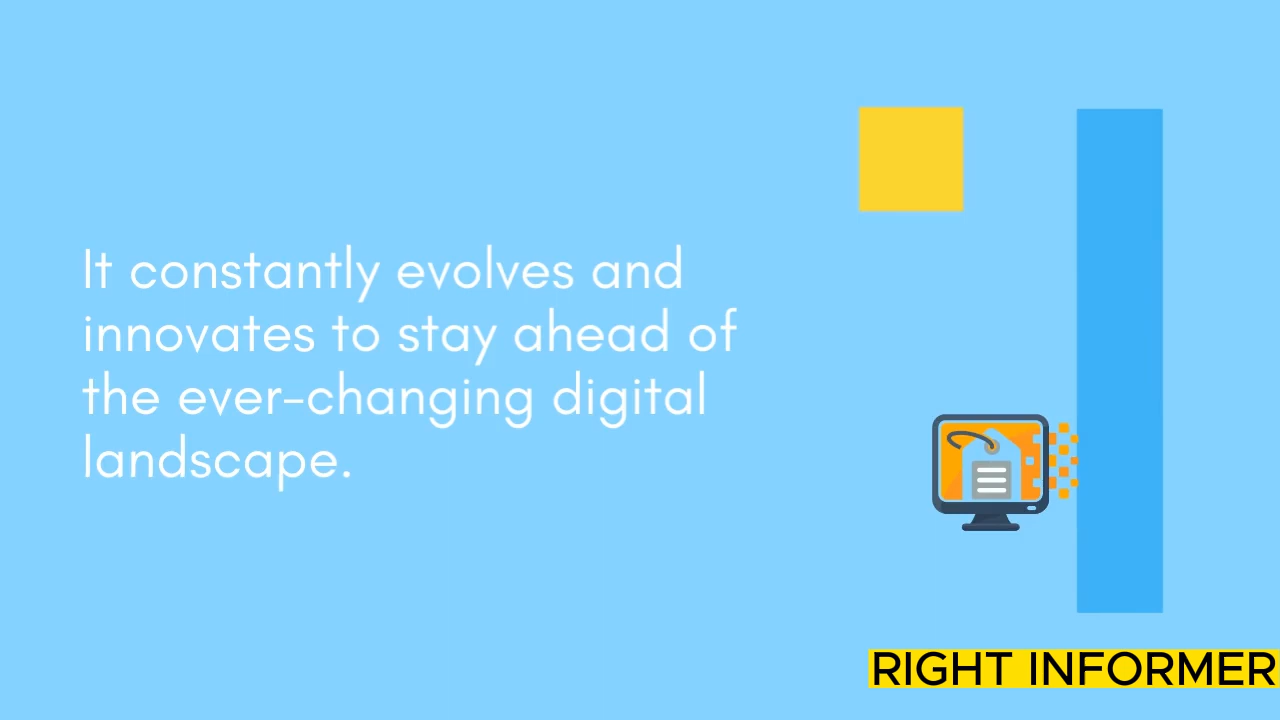 It constantly evolves and
innovates to stay ahead of
the ever-changing digital
landscape.
RIGHT INFORMER